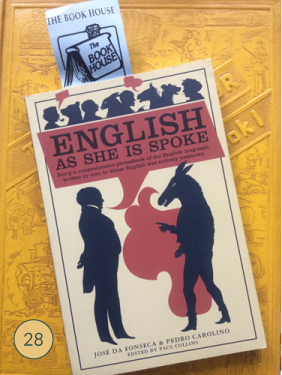 THE BOOK HOUSE
The
BOOK
HOUSE
ENGLISH
AS SHE IS SPOKE
Being a comprehensive phrasebook of the English language,
written by men to whom English was entirely unknown
JOSÉ DA FONSECA & PEDRO CAROLINO
EDITED BY PAUL COLLINS
28